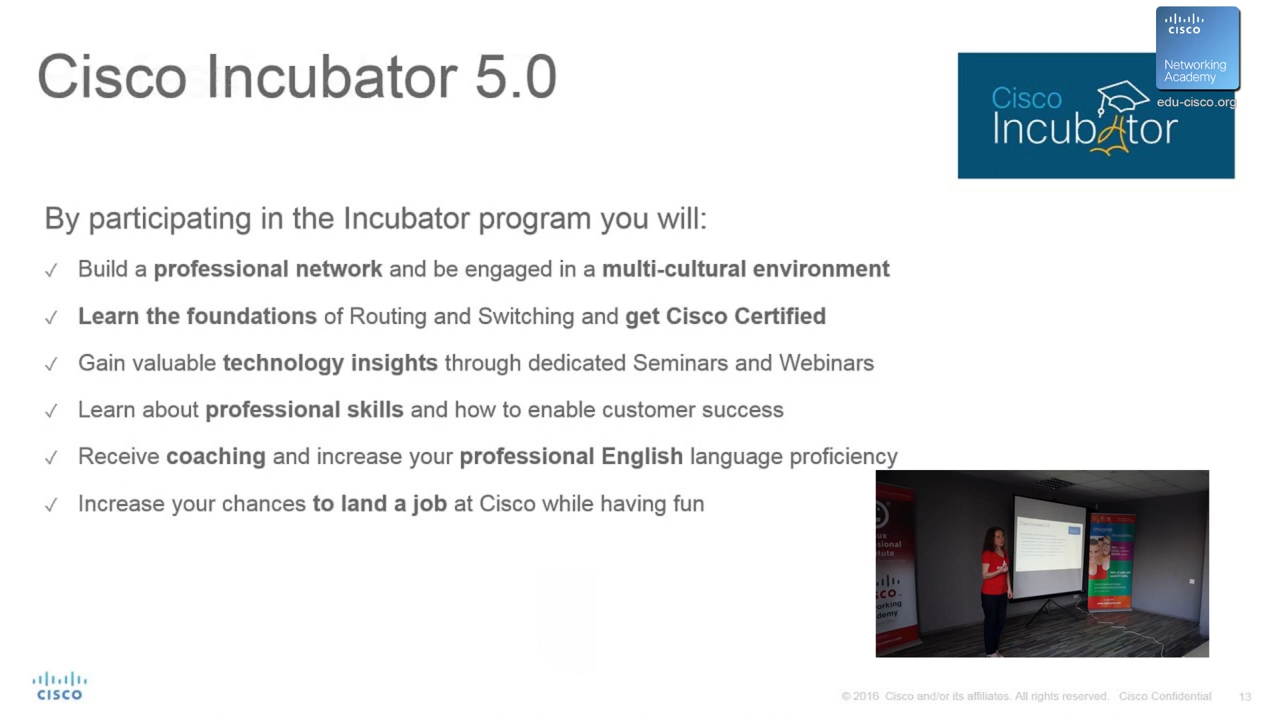 Cisco Incubator 5.0
CISCO
Networking
Academy
edu-cisco.org
Cisco
Incubator
By participating in the Incubator program you will:
✓ Build a professional network and be engaged in a multi-cultural environment
✓ Learn the foundations of Routing and Switching and get Cisco Certified
✓ Gain valuable technology insights through dedicated Seminars and Webinars
✓ Learn about professional skills and how to enable customer success
✓ Receive coaching and increase your professional English language proficiency
✓ Increase your chances to land a job at Cisco while having fun
CISCO
© 2016 Cisco and/or its affiliates. All rights reserved. Cisco Confidential 13